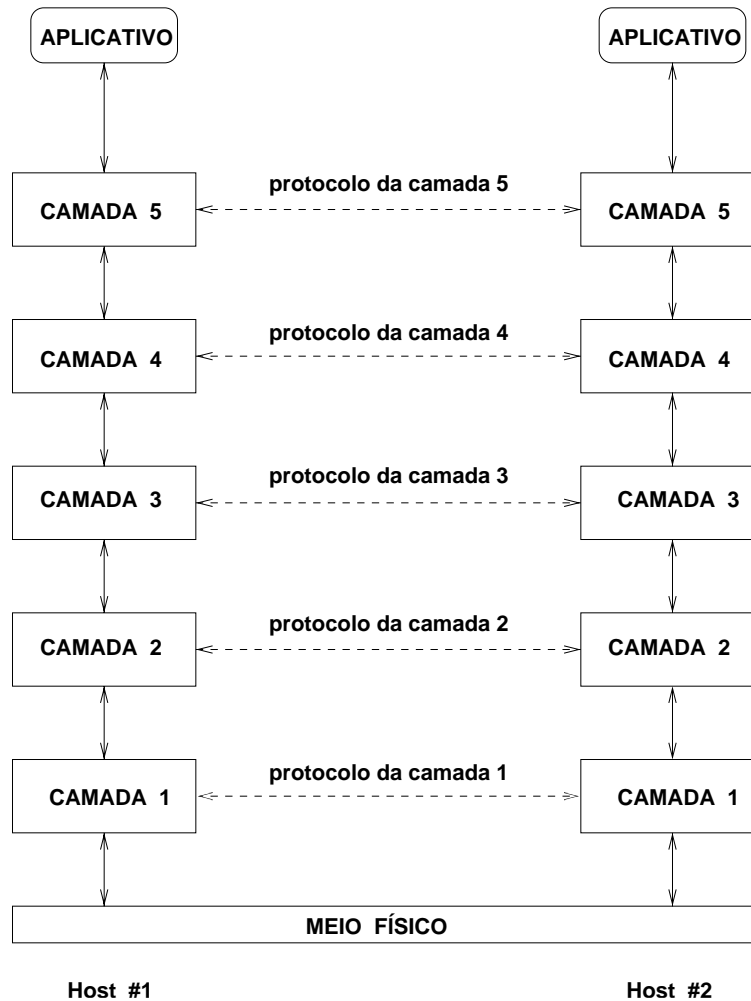 APLICATIVO APLICATIVO
protocolo da camada 5
CAMADA 5 CAMADA 5
protocolo da camada 4
CAMADA 4 CAMADA 4
protocolo da camada 3
CAMADA 3 CAMADA 3
protocolo da camada 2
CAMADA 2 CAMADA 2
protocolo da camada 1
CAMADA 1 CAMADA 1
MEIO FÍSICO
Host #1 Host #2